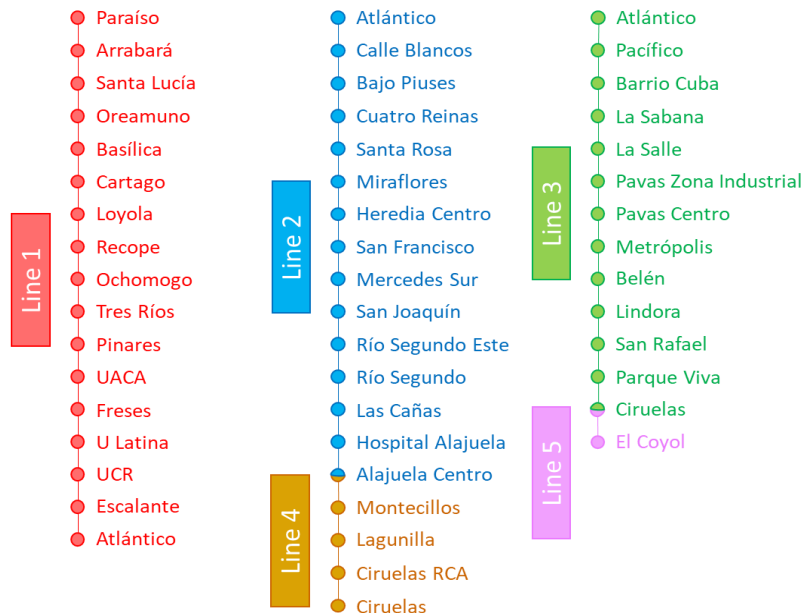 Line 1
Paraíso
Arrabará
Santa Lucía
Oreamuno
Basílica
Cartago
Loyola
Recope
Ochomogo
Tres Ríos
Pinares
UACA
Freses
U Latina
UCR
Escalante
Atlántico
Line 2
Atlántico
Calle Blancos
Bajo Piuses
Cuatro Reinas
Santa Rosa
Miraflores
Heredia Centro
San Francisco
Mercedes Sur
San Joaquín
Río Segundo Este
Río Segundo
Las Cañas
Hospital Alajuela
Alajuela Centro
Line 4
Montecillos
Lagunilla
Ciruelas RCA
Ciruelas
Line 3
Atlántico
Pacífico
Barrio Cuba
La Sabana
La Salle
Pavas Zona Industrial
Pavas Centro
Metrópolis
Belén
Lindora
San Rafael
Parque Viva
Ciruelas
Line 5
El Coyol